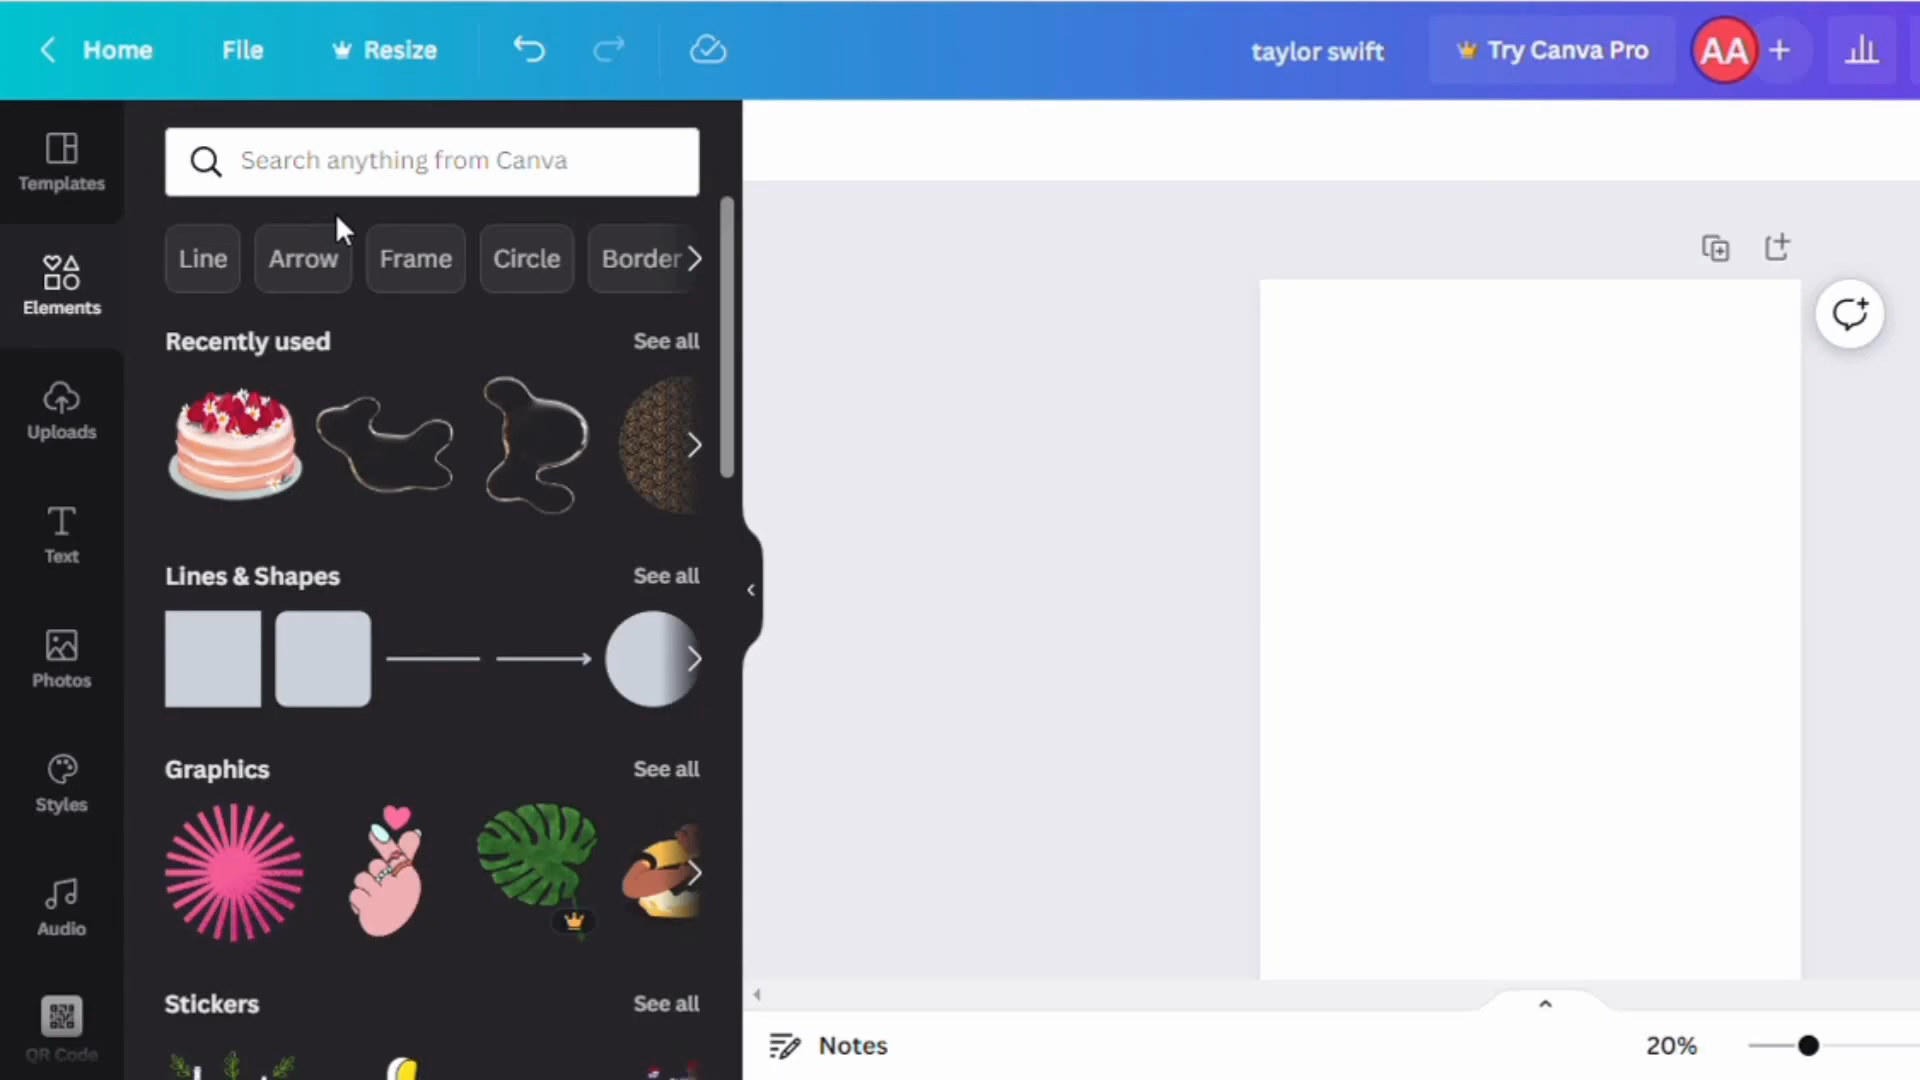 Home File Resize taylor swift Try Canva Pro AA
Templates
Elements
Uploads
Text
Photos
Styles
Audio
QR Code
Search anything from Canva
Line Arrow Frame Circle Border
Recently used See all
Lines & Shapes See all
Graphics See all
Stickers See all
Notes 20%